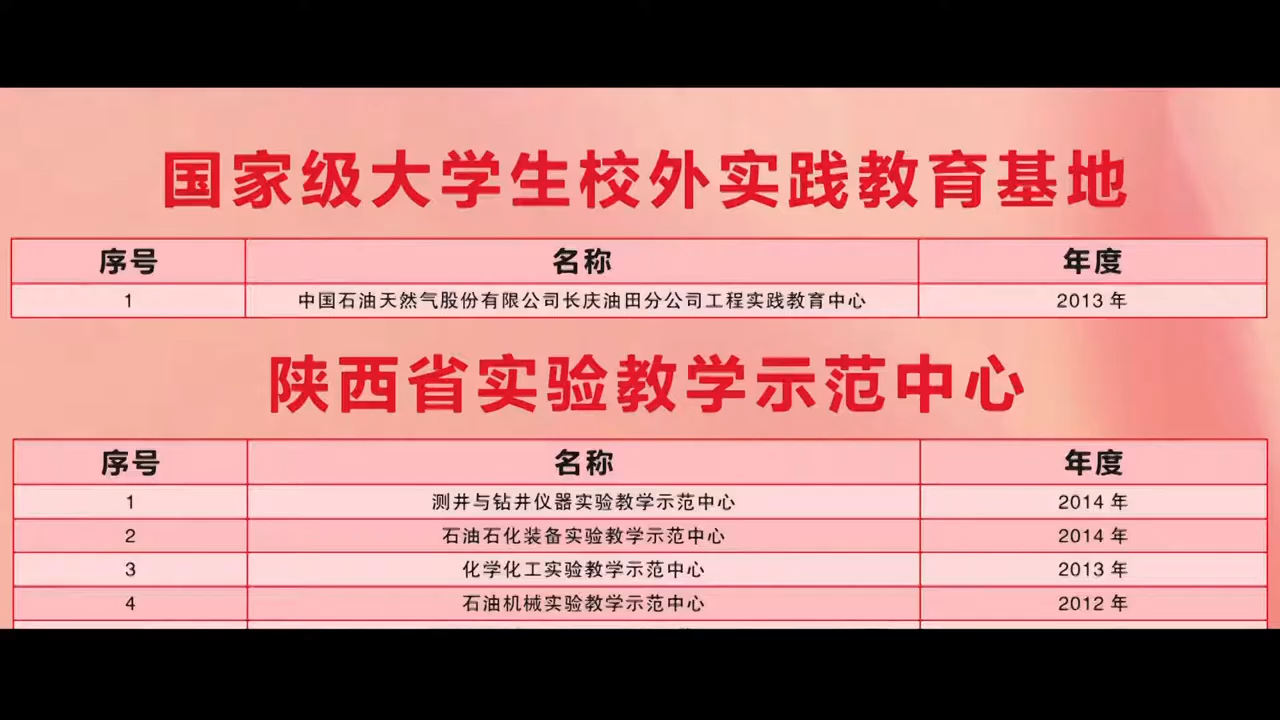 国家级大学生校外实践教育基地
序号 名称 年度
1 中国石油天然气股份有限公司长庆油田分公司工程实践教育中心 2013 年
陕西省实验教学示范中心
序号 名称 年度
1 测井与钻井仪器实验教学示范中心 2014 年
2 石油石化装备实验教学示范中心 2014 年
3 化学化工实验教学示范中心 2013 年
4 石油机械实验教学示范中心 2012 年